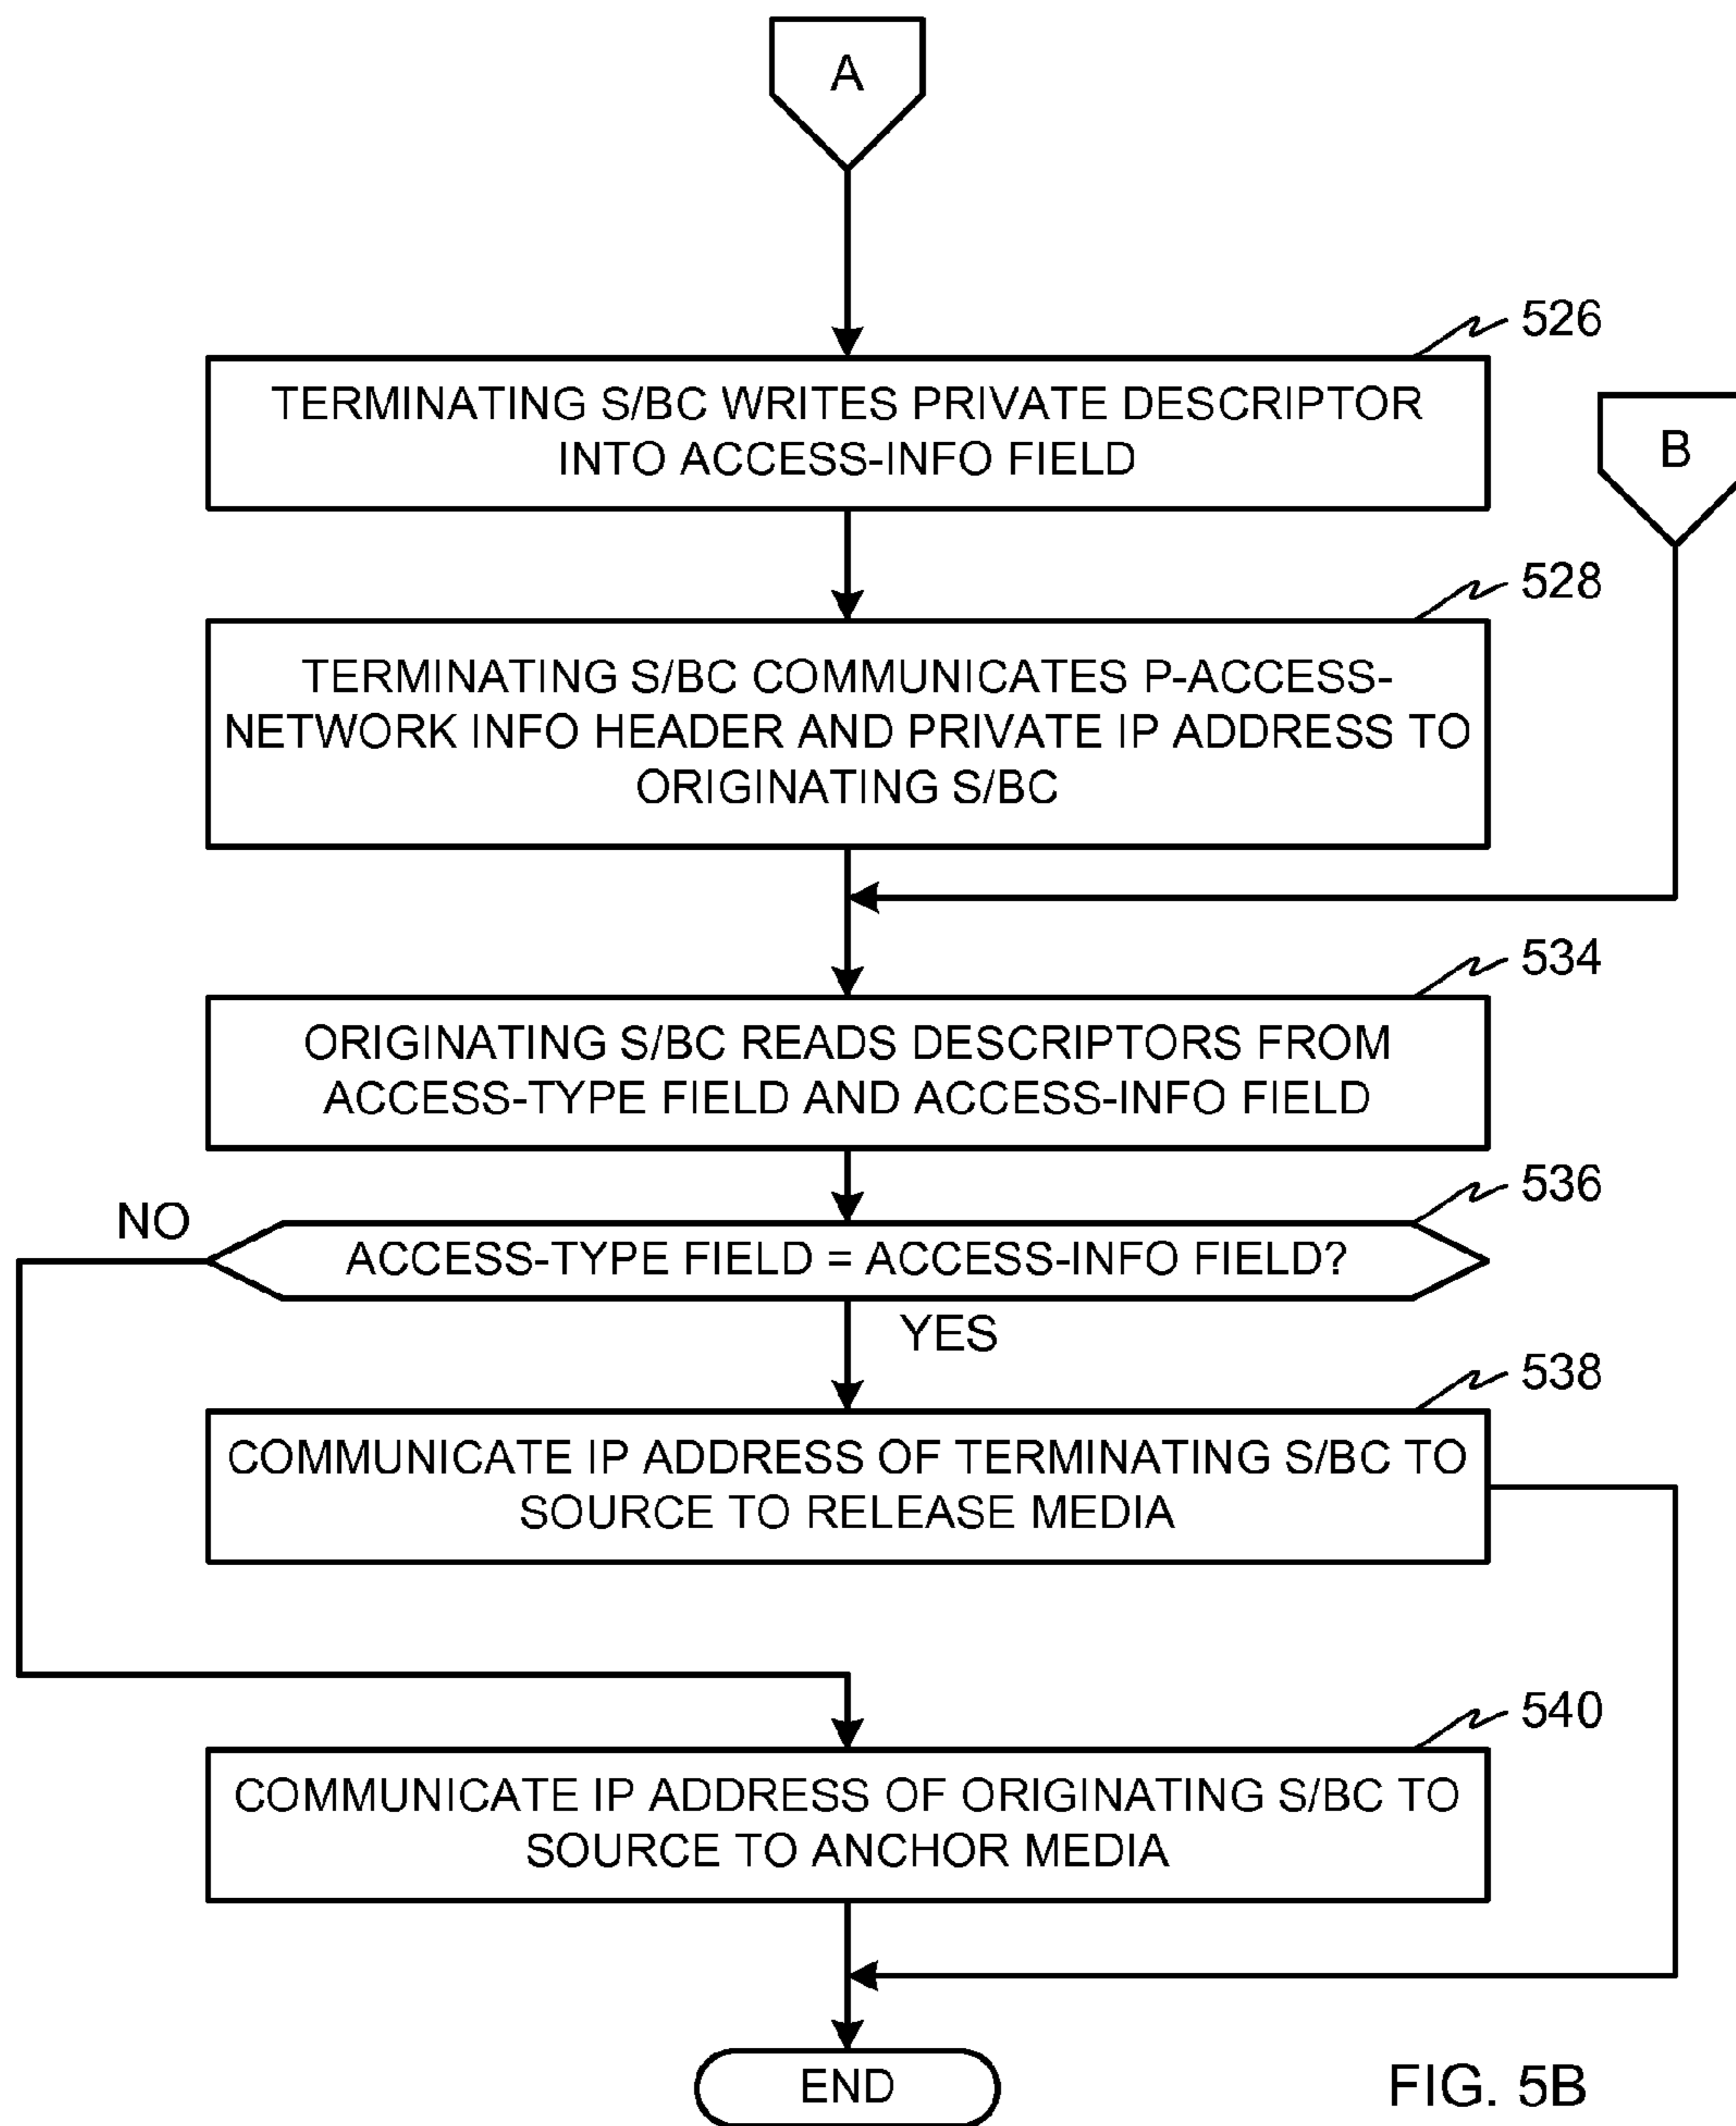 A
526
TERMINATING S/BC WRITES PRIVATE DESCRIPTOR
INTO ACCESS-INFO FIELD
B
528
TERMINATING S/BC COMMUNICATES P-ACCESS-
NETWORK INFO HEADER AND PRIVATE IP ADDRESS TO
ORIGINATING S/BC
534
ORIGINATING S/BC READS DESCRIPTORS FROM
ACCESS-TYPE FIELD AND ACCESS-INFO FIELD
536
NO
ACCESS-TYPE FIELD = ACCESS-INFO FIELD?
YES
538
COMMUNICATE IP ADDRESS OF TERMINATING S/BC TO
SOURCE TO RELEASE MEDIA
540
COMMUNICATE IP ADDRESS OF ORIGINATING S/BC TO
SOURCE TO ANCHOR MEDIA
END
FIG. 5B